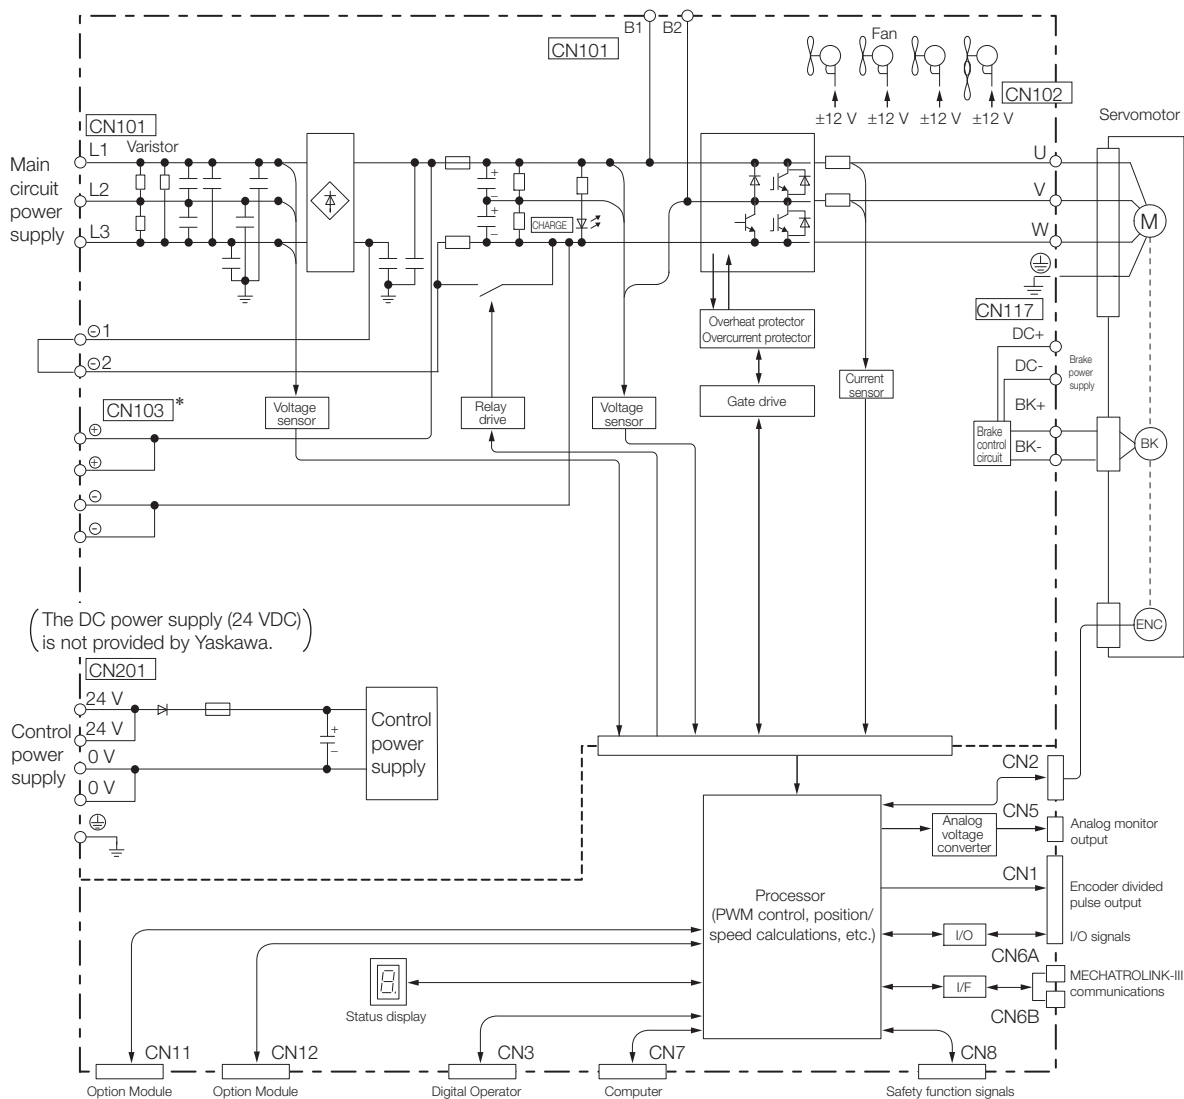 B1
B2
CN101
Fan
CN102
±12 V
±12 V
±12 V
±12 V
Servomotor
CN101
Main
circuit
power
supply
L1
Varistor
L2
L3
+
−
+
−
CHARGE
U
V
W
M
CN117
DC+
DC-
Brake
power
supply
BK+
BK-
Brake
control
circuit
BK
ENC
⊖1
⊖2
Overheat protector
Overcurrent protector
Gate drive
Current
sensor
Voltage
sensor
Relay
drive
Voltage
sensor
CN103*
⊕
⊕
⊖
⊖
(The DC power supply (24 VDC)
is not provided by Yaskawa.)
CN201
Control
power
supply
24 V
24 V
0 V
0 V
+
−
Control
power
supply
CN2
CN5
Analog
voltage
converter
Analog monitor
output
CN1
Encoder divided
pulse output
Processor
(PWM control, position/
speed calculations, etc.)
I/O
I/O signals
CN6A
I/F
MECHATROLINK-III
communications
CN6B
8.
Status display
CN11
CN12
CN3
CN7
CN8
Option Module
Option Module
Digital Operator
Computer
Safety function signals